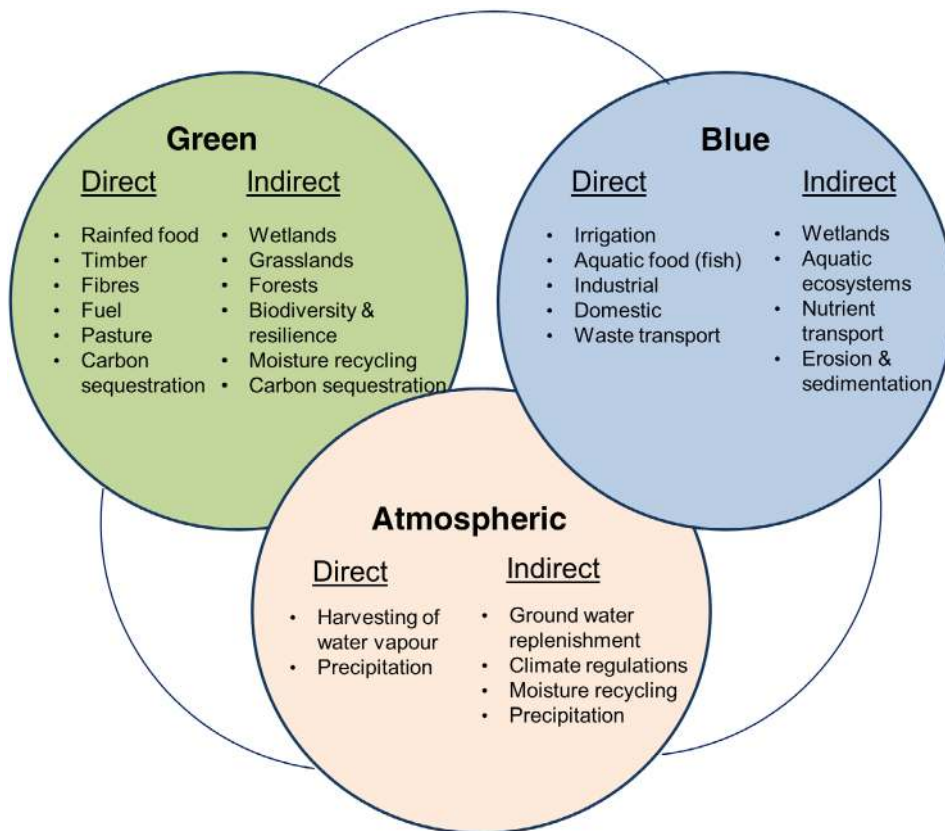 Green
Direct
• Rainfed food
• Timber
• Fibres
• Fuel
• Pasture
• Carbon
sequestration
Indirect
• Wetlands
• Grasslands
• Forests
• Biodiversity &
resilience
• Moisture recycling
• Carbon sequestration
Blue
Direct
• Irrigation
• Aquatic food (fish)
• Industrial
• Domestic
• Waste transport
Indirect
• Wetlands
• Aquatic
ecosystems
• Nutrient
transport
• Erosion &
sedimentation
Atmospheric
Direct
• Harvesting of
water vapour
• Precipitation
Indirect
• Ground water
replenishment
• Climate regulations
• Moisture recycling
• Precipitation